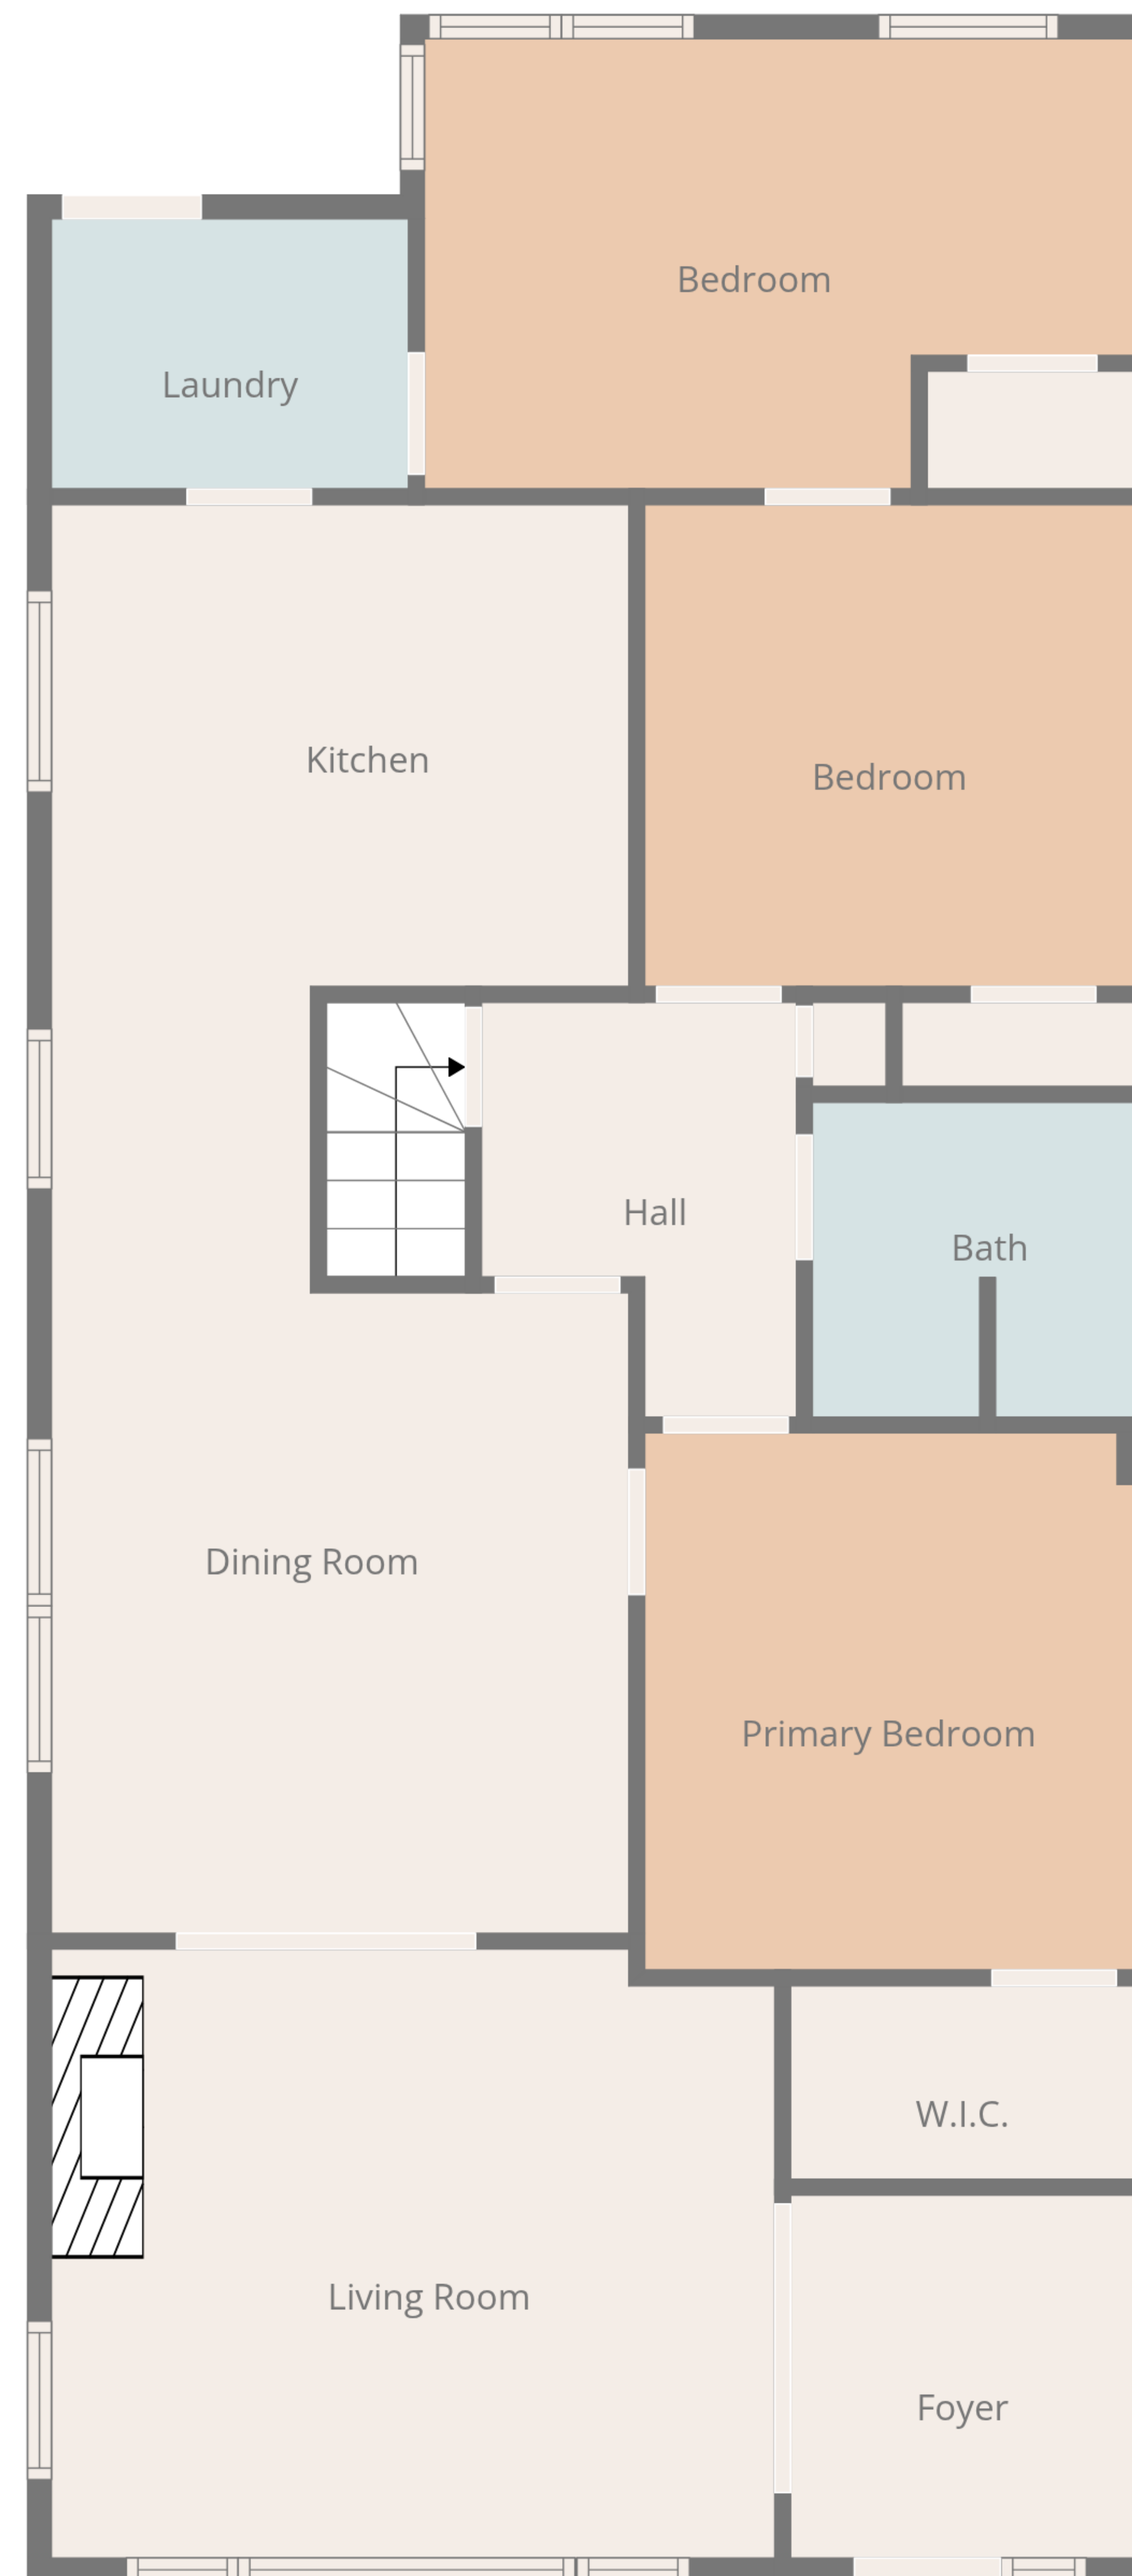 Bedroom
Laundry
Kitchen
Bedroom
Hall
Bath
Dining Room
Primary Bedroom
W.I.C.
Living Room
Foyer